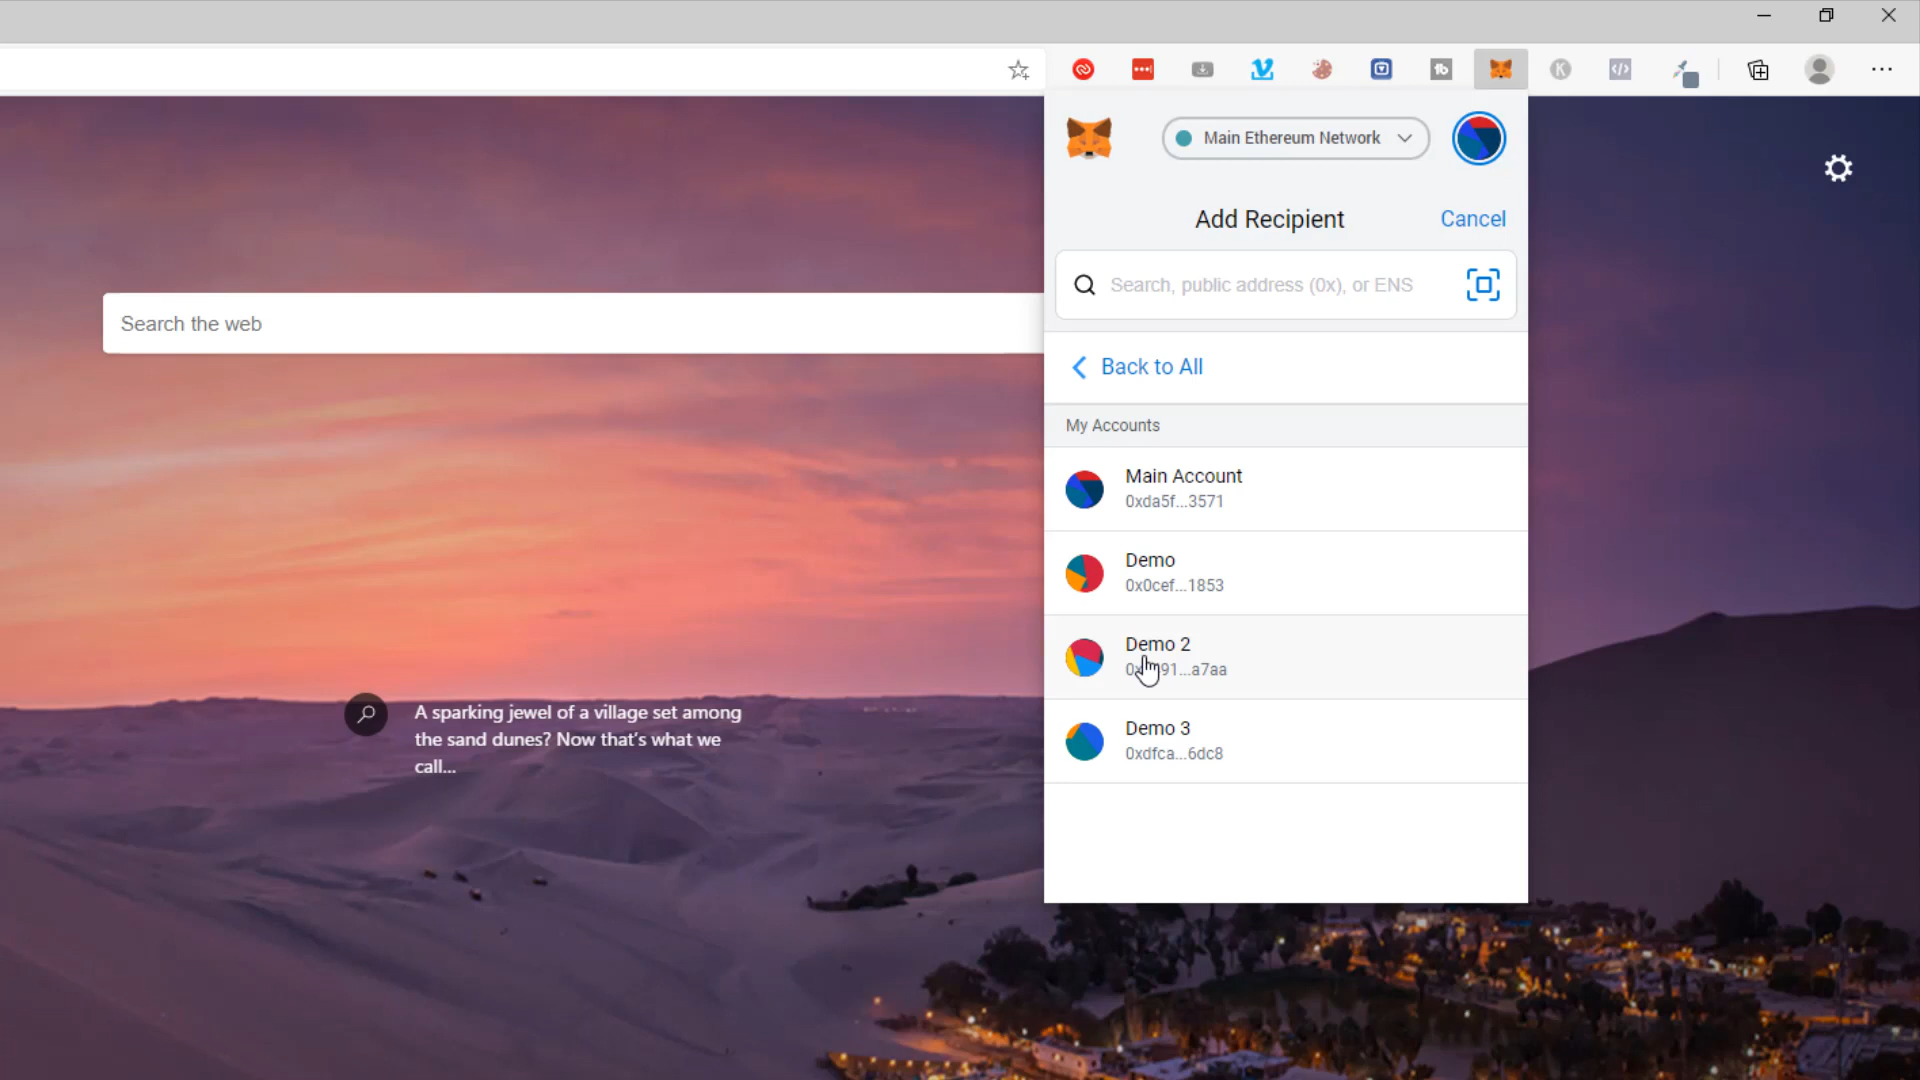 Main Ethereum Network
Add Recipient
Cancel
Search, public address (0x), or ENS
Search the web
Back to All
My Accounts
Main Account
0xda5f...3571
Demo
0x0cef...1853
Demo 2
91...a7aa
Demo 3
0xdfca...6dc8
A sparking jewel of a village set among
the sand dunes? Now that's what we
call...